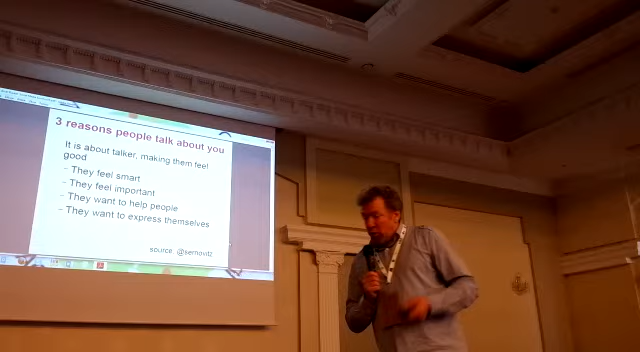 3 reasons people talk about you
It is about talker, making them feel
good
- They feel smart
- They feel important
- They want to help people
- They want to express themselves
source: @sernovitz